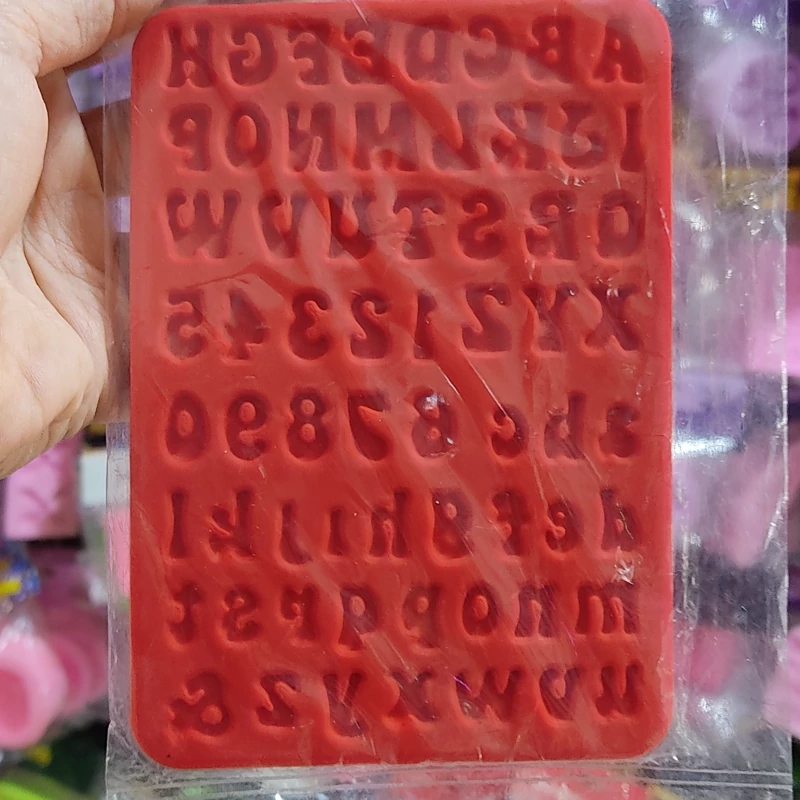 ABCDEFGH
IJKLMNOP
QRSTUVW
XYZ12345
abc67890
defghijkl
mnopqrst
uvwxyz&